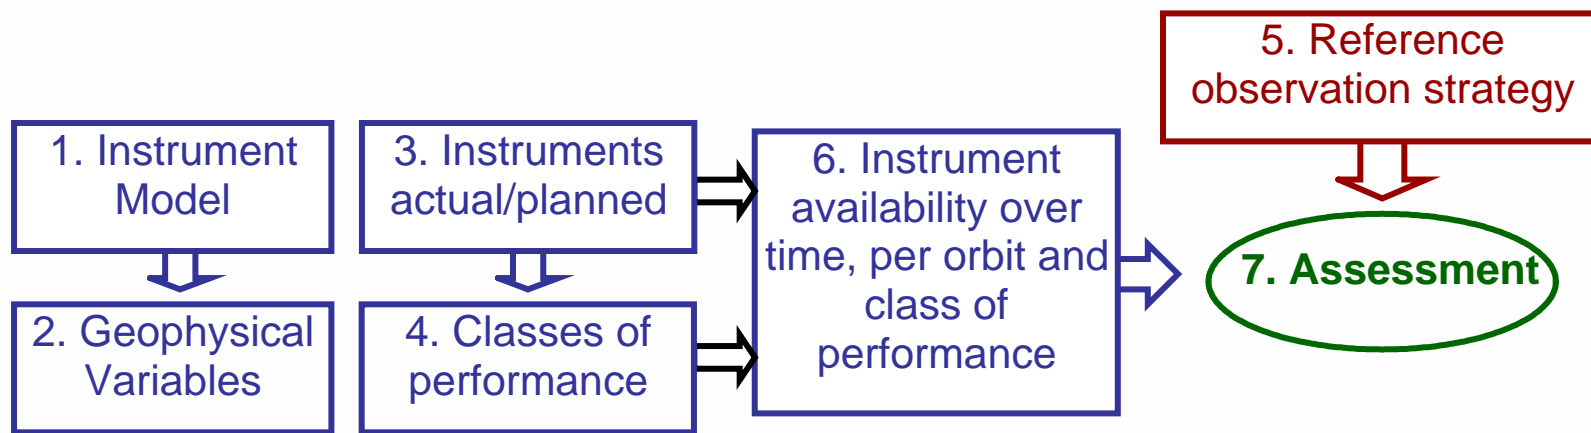 1. Instrument
Model
2. Geophysical
Variables
3. Instruments
actual/planned
4. Classes of
performance
5. Reference
observation strategy
6. Instrument
availability over
time, per orbit and
class of
performance
7. Assessment